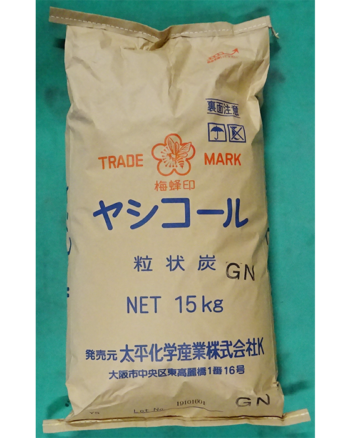 裏面注意
TRADE MARK
梅蜂印
ヤシコール
粒状炭 GN
NET 15kg
発売元 太平化学産業株式会社K
大阪市中央区東高麗橋1番16号
GN
Lot No.